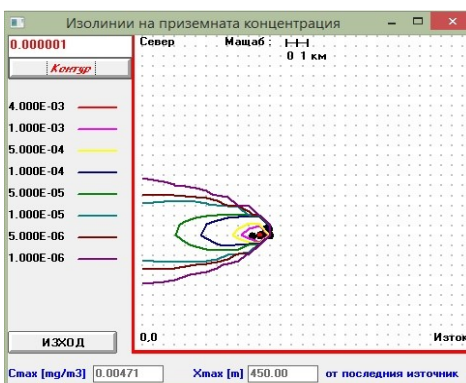 Изолинии на приземната концентрация
0.000001
Контур
4.000E-03
1.000E-03
5.000E-04
1.000E-04
5.000E-05
1.000E-05
5.000E-06
1.000E-06
ИЗХОД
Север Мащаб :
0 1 км
0,0 Изток
Cmax [mg/m3] 0.00471 Xmax [m] 450.00 от последния източник